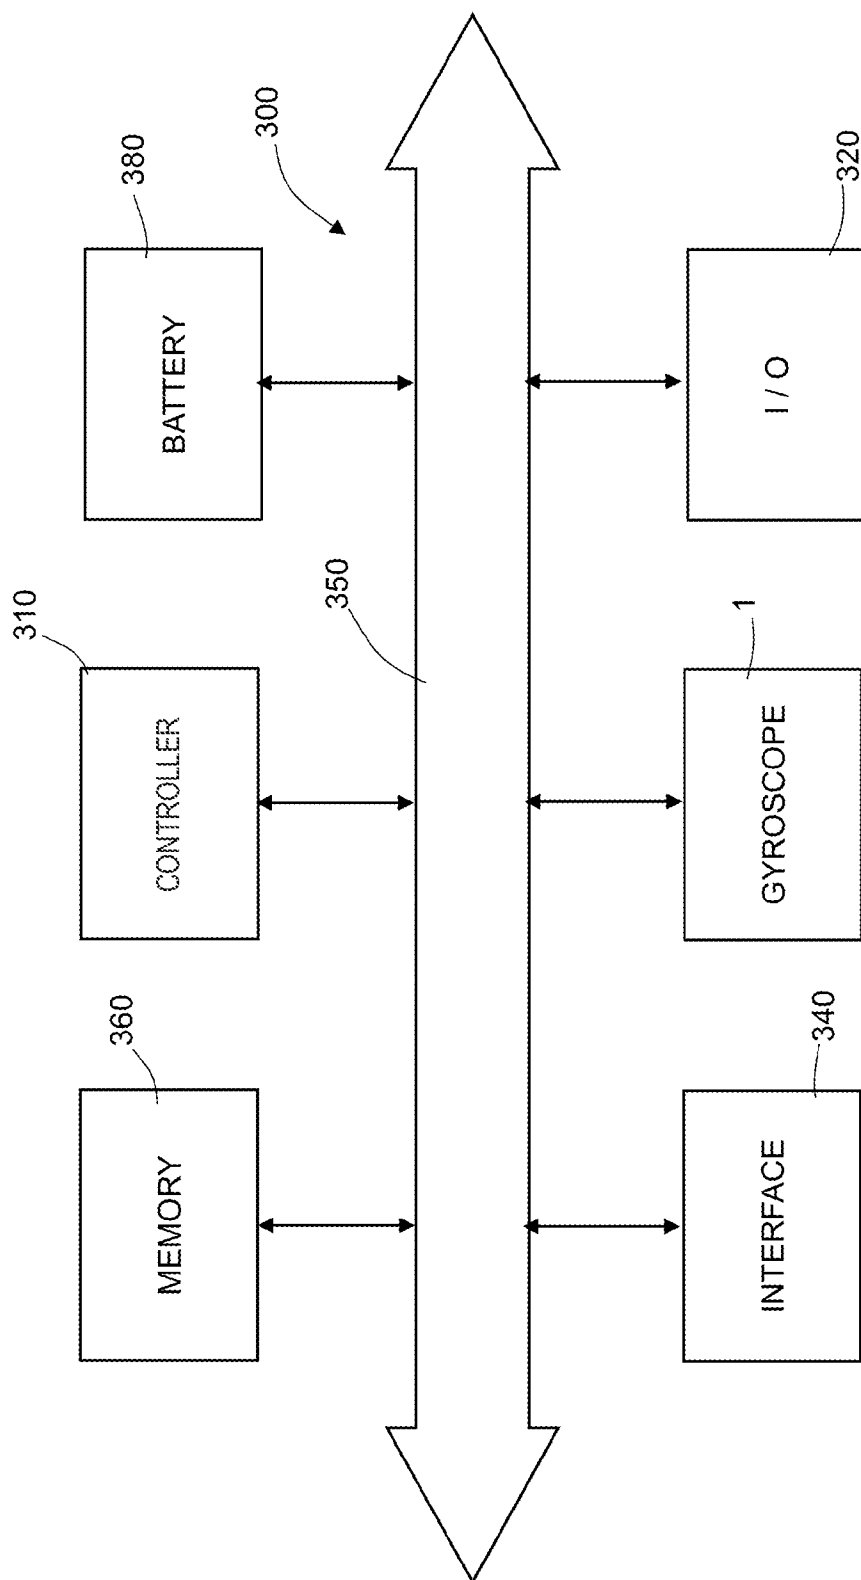 360
310
380
MEMORY
CONTROLLER
BATTERY
300
350
340
1
320
INTERFACE
GYROSCOPE
I / O